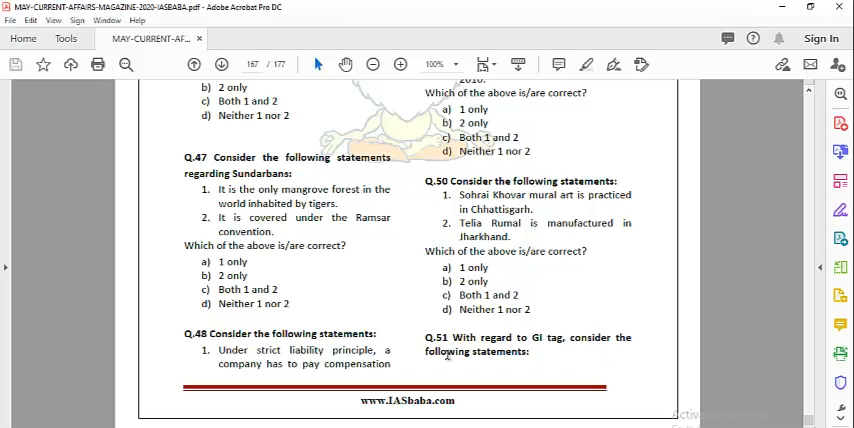 MAY-CURRENT-AFFAIRS-MAGAZINE-2020-IASBABA.pdf - Adobe Acrobat Pro DC
File Edit View Sign Window Help
Home Tools MAY-CURRENT-AF... × Sign In
167 / 177 100%
b) 2 only
c) Both 1 and 2
d) Neither 1 nor 2
Q.47 Consider the following statements
regarding Sundarbans:
1. It is the only mangrove forest in the
world inhabited by tigers.
2. It is covered under the Ramsar
convention.
Which of the above is/are correct?
a) 1 only
b) 2 only
c) Both 1 and 2
d) Neither 1 nor 2
Q.48 Consider the following statements:
1. Under strict liability principle, a
company has to pay compensation
2010.
Which of the above is/are correct?
a) 1 only
b) 2 only
c) Both 1 and 2
d) Neither 1 nor 2
Q.50 Consider the following statements:
1. Sohrai Khovar mural art is practiced
in Chhattisgarh.
2. Telia Rumal is manufactured in
Jharkhand.
Which of the above is/are correct?
a) 1 only
b) 2 only
c) Both 1 and 2
d) Neither 1 nor 2
Q.51 With regard to GI tag, consider the
following statements:
www.IASbaba.com